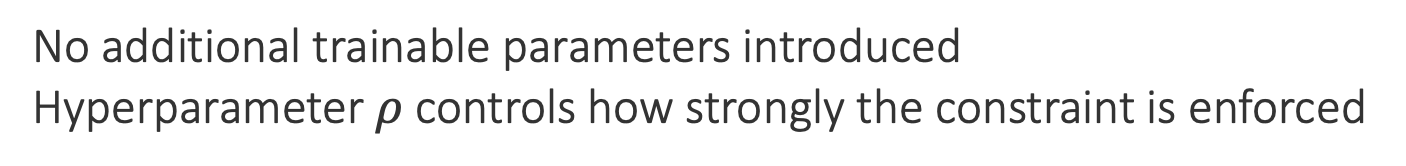 No additional trainable parameters introduced
Hyperparameter ρ controls how strongly the constraint is enforced